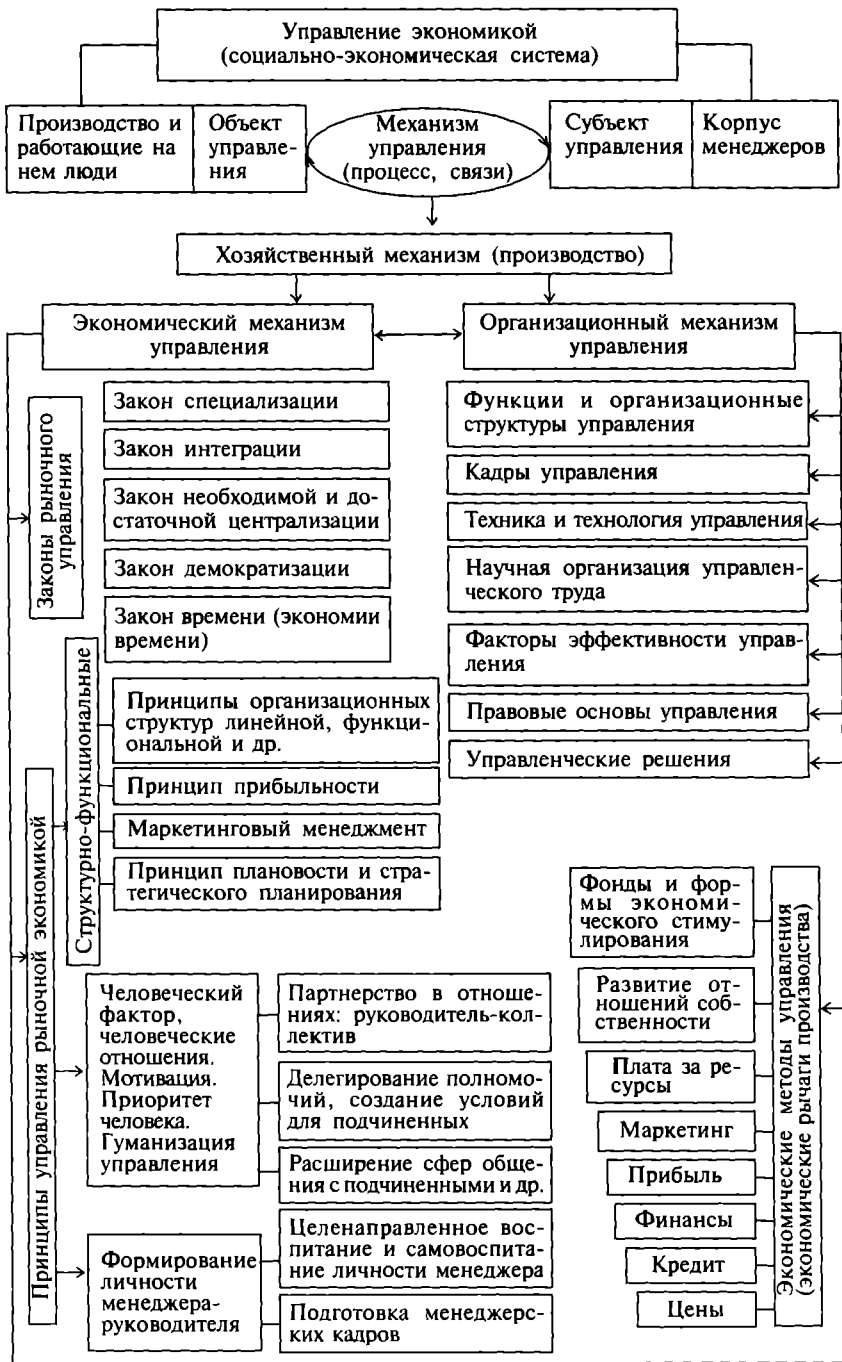 Управление экономикой
(социально-экономическая система)
Производство и
работающие на
нем люди
Объект
управле-
ния
Механизм
управления
(процесс, связи)
Субъект
управления
Корпус
менеджеров
Хозяйственный механизм (производство)
Экономический механизм
управления
Организационный механизм
управления
Законы рыночного
управления
Закон специализации
Закон интеграции
Закон необходимой и до-
статочной централизации
Закон демократизации
Закон времени (экономии
времени)
Функции и организационные
структуры управления
Кадры управления
Техника и технология управления
Научная организация управлен-
ческого труда
Факторы эффективности управ-
ления
Правовые основы управления
Управленческие решения
Принципы управления рыночной экономикой
Структурно-функциональные
Принципы организационных
структур линейной, функци-
ональной и др.
Принцип прибыльности
Маркетинговый менеджмент
Принцип плановости и стра-
тегического планирования
Человеческий
фактор,
человеческие
отношения.
Мотивация.
Приоритет
человека.
Гуманизация
управления
Партнерство в отноше-
ниях: руководитель-кол-
лектив
Делегирование полномо-
чий, создание условий
для подчиненных
Расширение сфер обще-
ния с подчиненными и др.
Формирование
личности
менеджера-
руководителя
Целенаправленное вос-
питание и самовоспита-
ние личности менеджера
Подготовка менеджерс-
ких кадров
Фонды и фор-
мы экономи-
ческого стиму-
лирования
Развитие от-
ношений соб-
ственности
Плата за ре-
сурсы
Маркетинг
Прибыль
Финансы
Кредит
Цены
Экономические методы управления
(экономические рычаги производства)